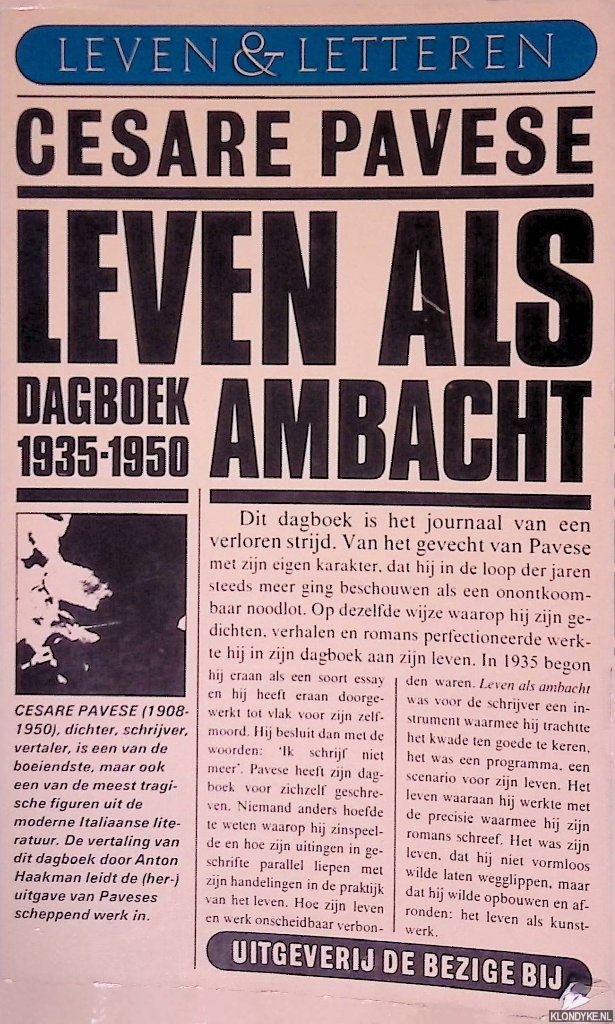 LEVEN & LETTEREN
CESARE PAVESE
LEVEN ALS
DAGBOEK
1935-1950
AMBACHT
CESARE PAVESE (1908-
1950), dichter, schrijver,
vertaler, is een van de
boeiendste, maar ook
een van de meest tragi-
sche figuren uit de
moderne Italiaanse lite-
ratuur. De vertaling van
dit dagboek door Anton
Haakman leidt de (her-)
uitgave van Paveses
scheppend werk in.
Dit dagboek is het journaal van een
verloren strijd. Van het gevecht van Pavese
met zijn eigen karakter, dat hij in de loop der jaren
steeds meer ging beschouwen als een onontkoom-
baar noodlot. Op dezelfde wijze waarop hij zijn ge-
dichten, verhalen en romans perfectioneerde werk-
te hij in zijn dagboek aan zijn leven. In 1935 begon
hij eraan als een soort essay
en hij heeft eraan doorge-
werkt tot vlak voor zijn zelf-
moord. Hij besluit dan met de
woorden: 'Ik schrijf niet
meer'. Pavese heeft zijn dag-
boek voor zichzelf geschre-
ven. Niemand anders hoefde
te weten waarop hij zinspeel-
de en hoe zijn uitingen in ge-
schrifte parallel liepen met
zijn handelingen in de praktijk
van het leven. Hoe zijn leven
en werk onscheidbaar verbon-
den waren. Leven als ambacht
was voor de schrijver een in-
strument waarmee hij trachtte
het kwade ten goede te keren,
het was een programma, een
scenario voor zijn leven. Het
leven waaraan hij werkte met
de precisie waarmee hij zijn
romans schreef. Het was zijn
leven, dat hij niet vormloos
wilde laten wegglippen, maar
dat hij wilde opbouwen en af-
ronden: het leven als kunst-
werk.
UITGEVERIJ DE BEZIGE BIJ
KLONDYKE.NL